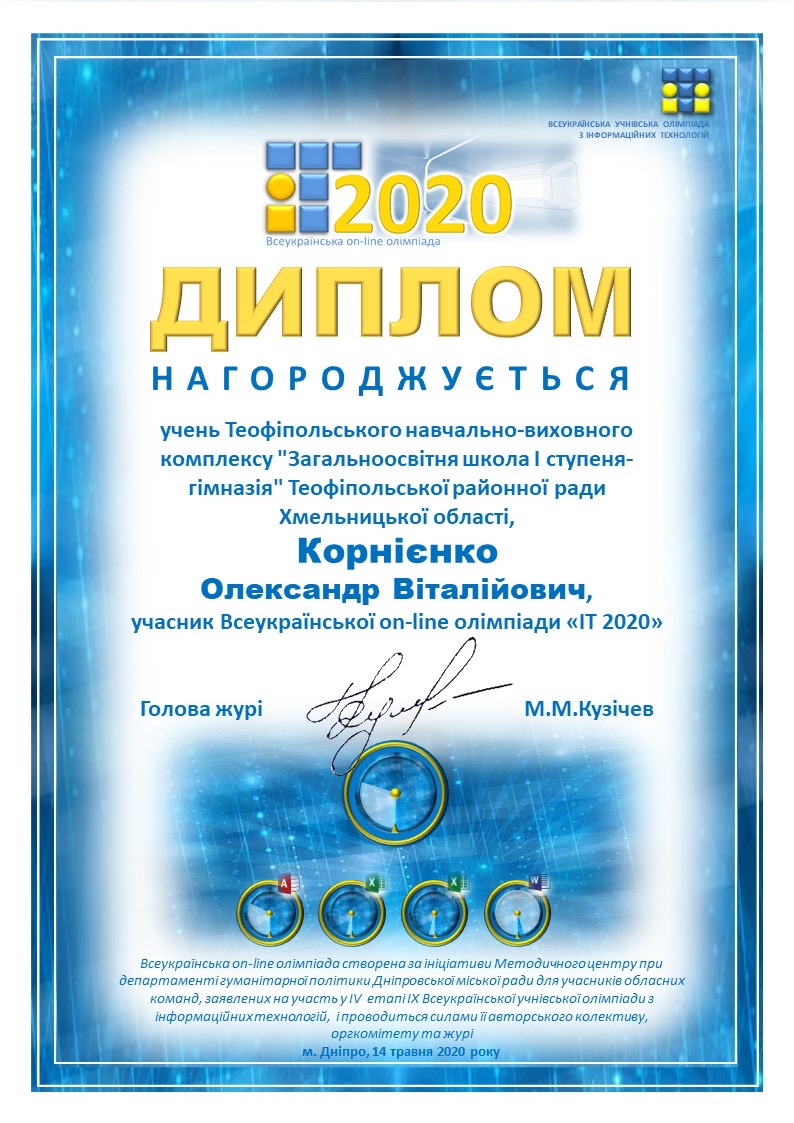 ВСЕУКРАЇНСЬКА УЧНІВСЬКА ОЛІМПІАДА
З ІНФОРМАЦІЙНИХ ТЕХНОЛОГІЙ
2020
Всеукраїнська on-line олімпіада
ДИПЛОМ
НАГОРОДЖУЄТЬСЯ
учень Теофіпольського навчально-виховного
комплексу "Загальноосвітня школа І ступеня-
гімназія" Теофіпольської районної ради
Хмельницької області,
Корнієнко
Олександр Віталійович,
учасник Всеукраїнської on-line олімпіади «ІТ 2020»
Голова журі М.М.Кузічев
A X X W
Всеукраїнська on-line олімпіада створена за ініціативи Методичного центру при
департаменті гуманітарної політики Дніпровської міської ради для учасників обласних
команд, заявлених на участь у IV етапі IX Всеукраїнської учнівської олімпіади з
інформаційних технологій, і проводиться силами її авторського колективу,
оргкомітету та журі
м. Дніпро, 14 травня 2020 року